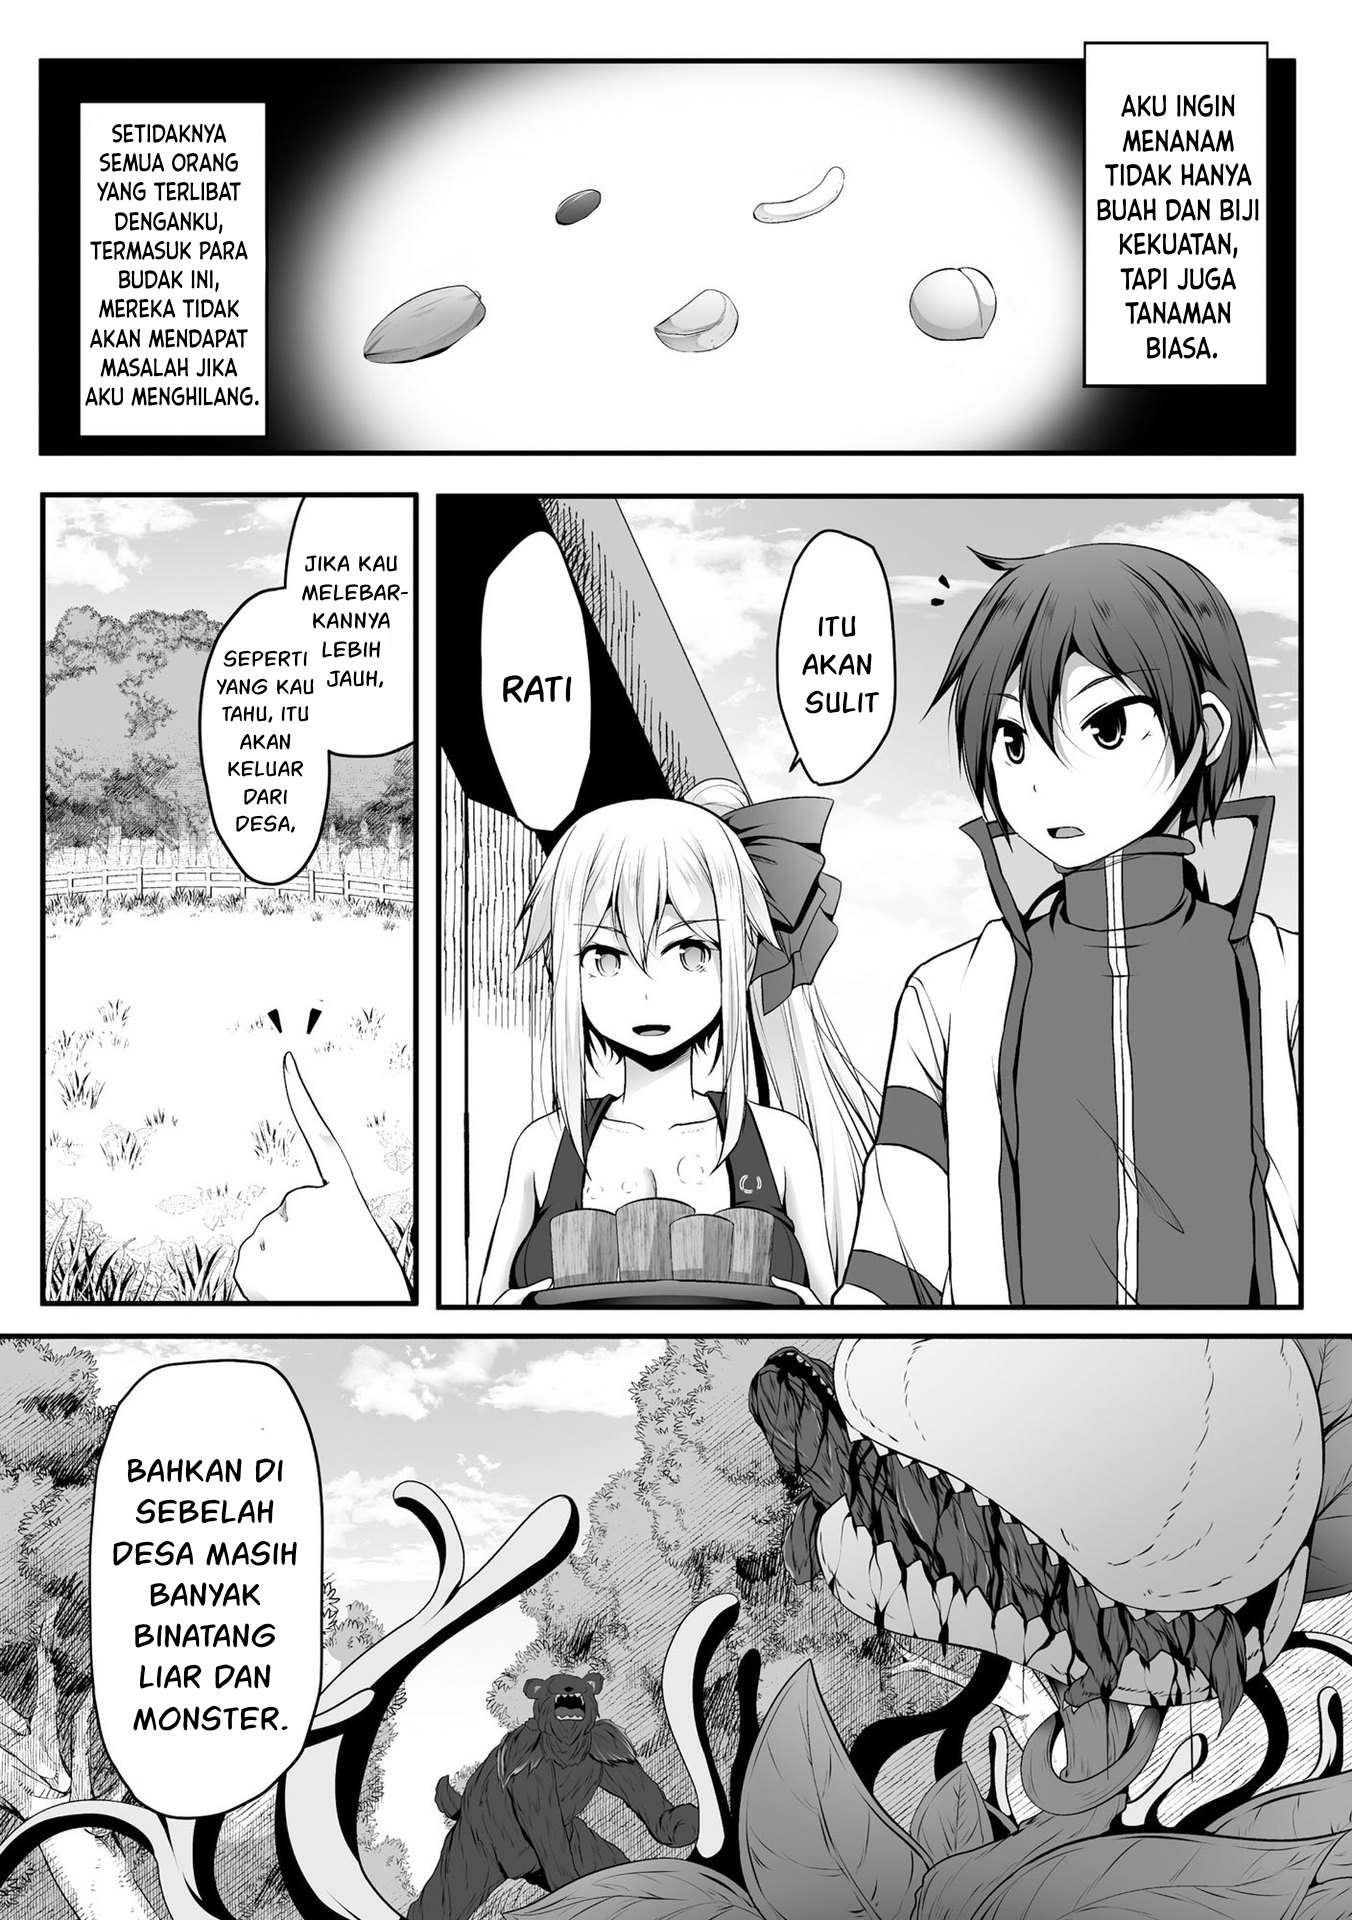 AKU INGIN
MENANAM
TIDAK HANYA
BUAH DAN BIJI
KEKUATAN,
TAPI JUGA
TANAMAN
BIASA.
SETIDAKNYA
SEMUA ORANG
YANG TERLIBAT
DENGANKU,
TERMASUK PARA
BUDAK INI,
MEREKA TIDAK
AKAN MENDAPAT
MASALAH JIKA
AKU MENGHILANG.
ITU
AKAN
SULIT
RATI
JIKA KAU
MELEBAR-
KANNYA
LEBIH
JAUH,
SEPERTI
YANG KAU
TAHU, ITU
AKAN
KELUAR
DARI
DESA,
BAHKAN DI
SEBELAH
DESA MASIH
BANYAK
BINATANG
LIAR DAN
MONSTER.